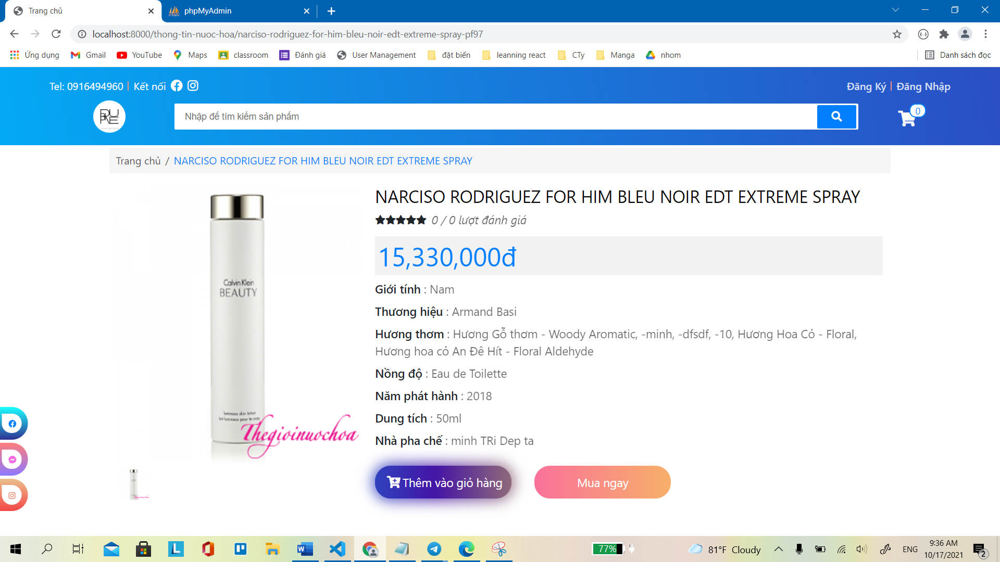 Trang chủ
phpMyAdmin
localhost:8000/thong-tin-nuoc-hoa/narciso-rodriguez-for-him-bleu-noir-edt-extreme-spray-pf97
Ứng dụng
Gmail
YouTube
Maps
classroom
Đánh giá
User Management
đặt biến
leanning react
CTy
Manga
nhom
Danh sách đọc
Tel: 0916494960
Kết nối
Đăng Ký
Đăng Nhập
Nhập để tìm kiếm sản phẩm
0
Trang chủ / NARCISO RODRIGUEZ FOR HIM BLEU NOIR EDT EXTREME SPRAY
NARCISO RODRIGUEZ FOR HIM BLEU NOIR EDT EXTREME SPRAY
0 / 0 lượt đánh giá
15,330,000đ
Giới tính : Nam
Thương hiệu : Armand Basi
Hương thơm : Hương Gỗ thơm - Woody Aromatic, -minh, -dfsdf, -10, Hương Hoa Cỏ - Floral,
Hương hoa cỏ An Đê Hít - Floral Aldehyde
Nồng độ : Eau de Toilette
Năm phát hành : 2018
Dung tích : 50ml
Nhà pha chế : minh TRi Dep ta
Thêm vào giỏ hàng
Mua ngay
Calvin Klein
BEAUTY
luminous skin lotion
Thegioinuochoa
77%
81°F Cloudy
ENG
9:36 AM
10/17/2021
2